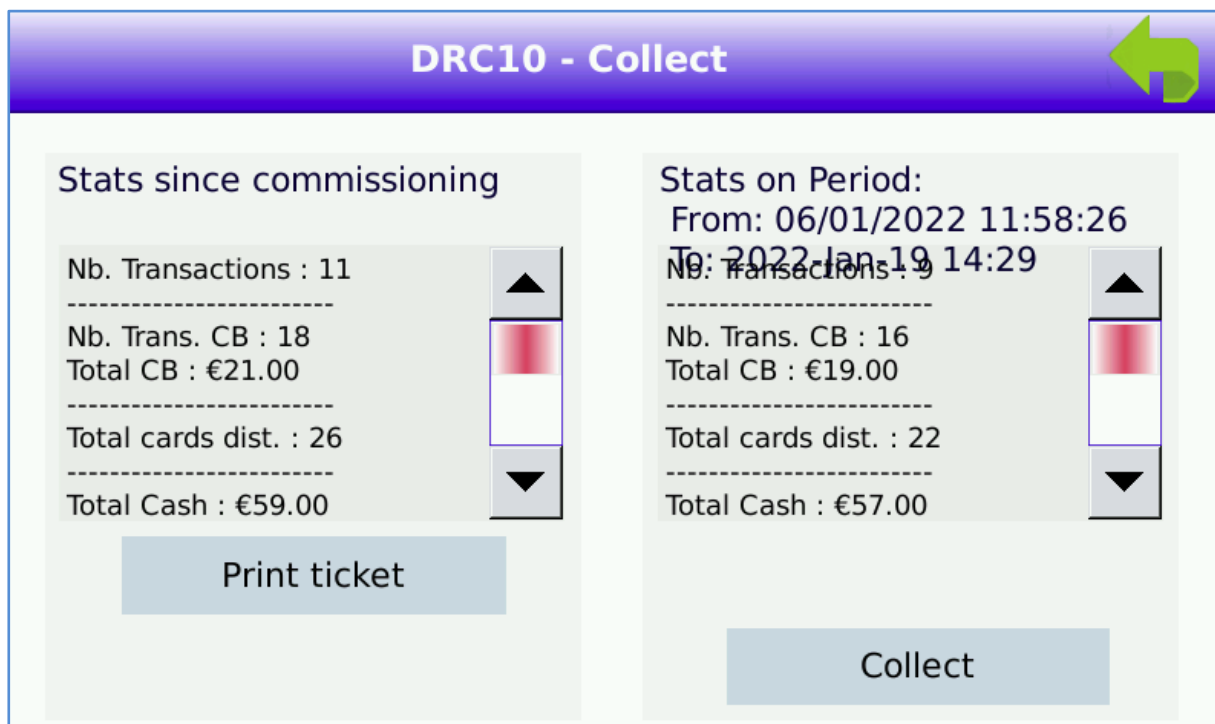 DRC10 - Collect
Stats since commissioning
Nb. Transactions : 11
-------------------------
Nb. Trans. CB : 18
Total CB : €21.00
-------------------------
Total cards dist. : 26
-------------------------
Total Cash : €59.00
Print ticket
Stats on Period:
From: 06/01/2022 11:58:26
To: 2022-Jan-19 14:29
Nb. Transactions : 9
-------------------------
Nb. Trans. CB : 16
Total CB : €19.00
-------------------------
Total cards dist. : 22
-------------------------
Total Cash : €57.00
Collect